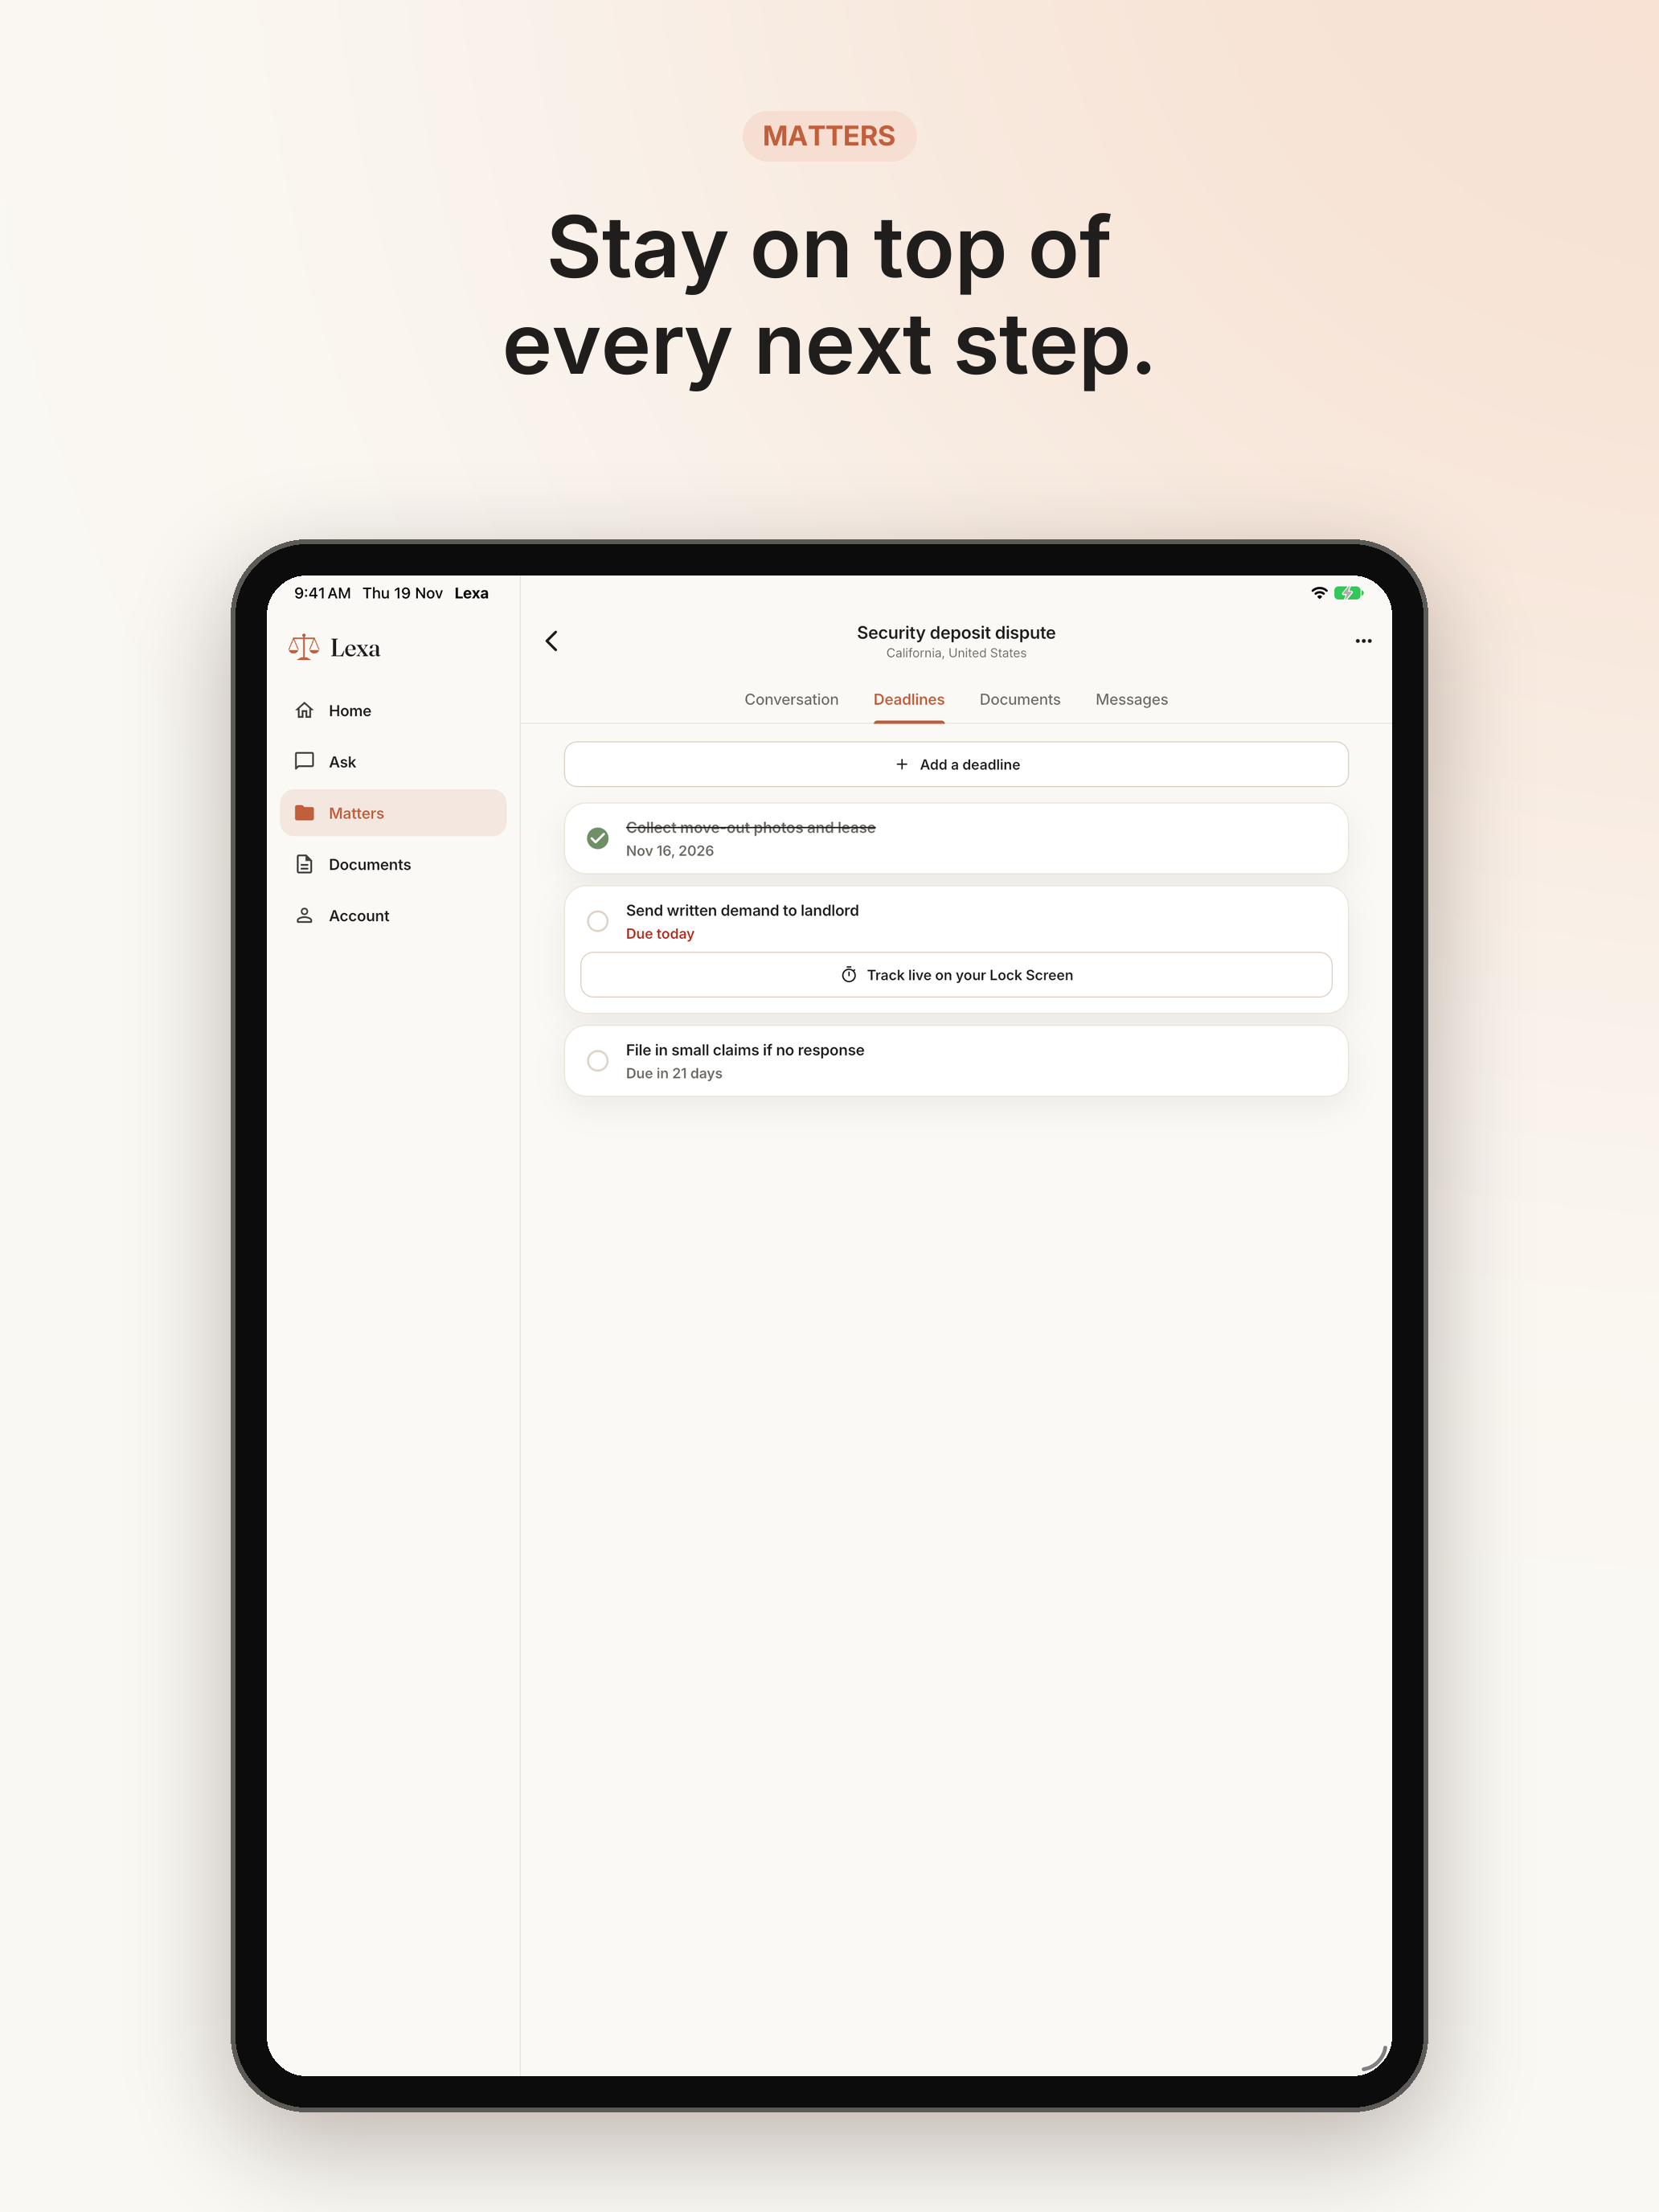 MATTERS
Stay on top of
every next step.
9:41 AM Thu 19 Nov Lexa
Lexa
Home
Ask
Matters
Documents
Account
Security deposit dispute
California, United States
Conversation Deadlines Documents Messages
+ Add a deadline
Collect move-out photos and lease
Nov 16, 2026
Send written demand to landlord
Due today
Track live on your Lock Screen
File in small claims if no response
Due in 21 days